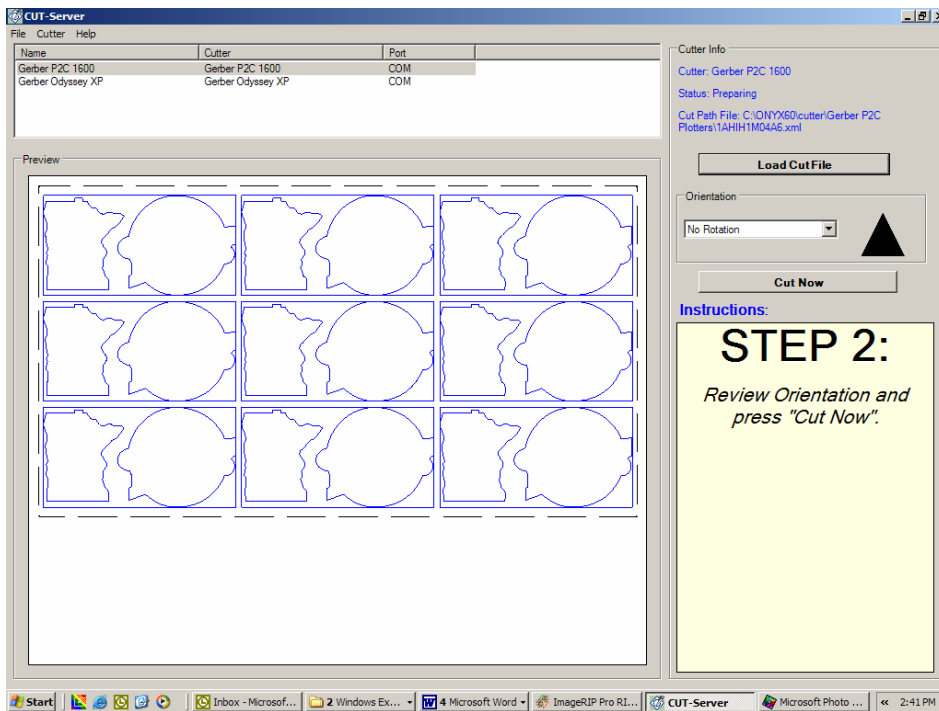 CUT-Server
File Cutter Help
Name Cutter Port
Gerber P2C 1600 Gerber P2C 1600 COM
Gerber Odyssey XP Gerber Odyssey XP COM
Preview
Cutter Info
Cutter: Gerber P2C 1600
Status: Preparing
Cut Path File: C:\ONYX60\cutter\Gerber P2C
Plotters\1AHIH1M04A6.xml
Load Cut File
Orientation
No Rotation
Cut Now
Instructions:
STEP 2:
Review Orientation and
press "Cut Now".
Start Inbox - Microsof... 2 Windows Ex... 4 Microsoft Word ImageRIP Pro RI... CUT-Server Microsoft Photo ... « 2:41 PM